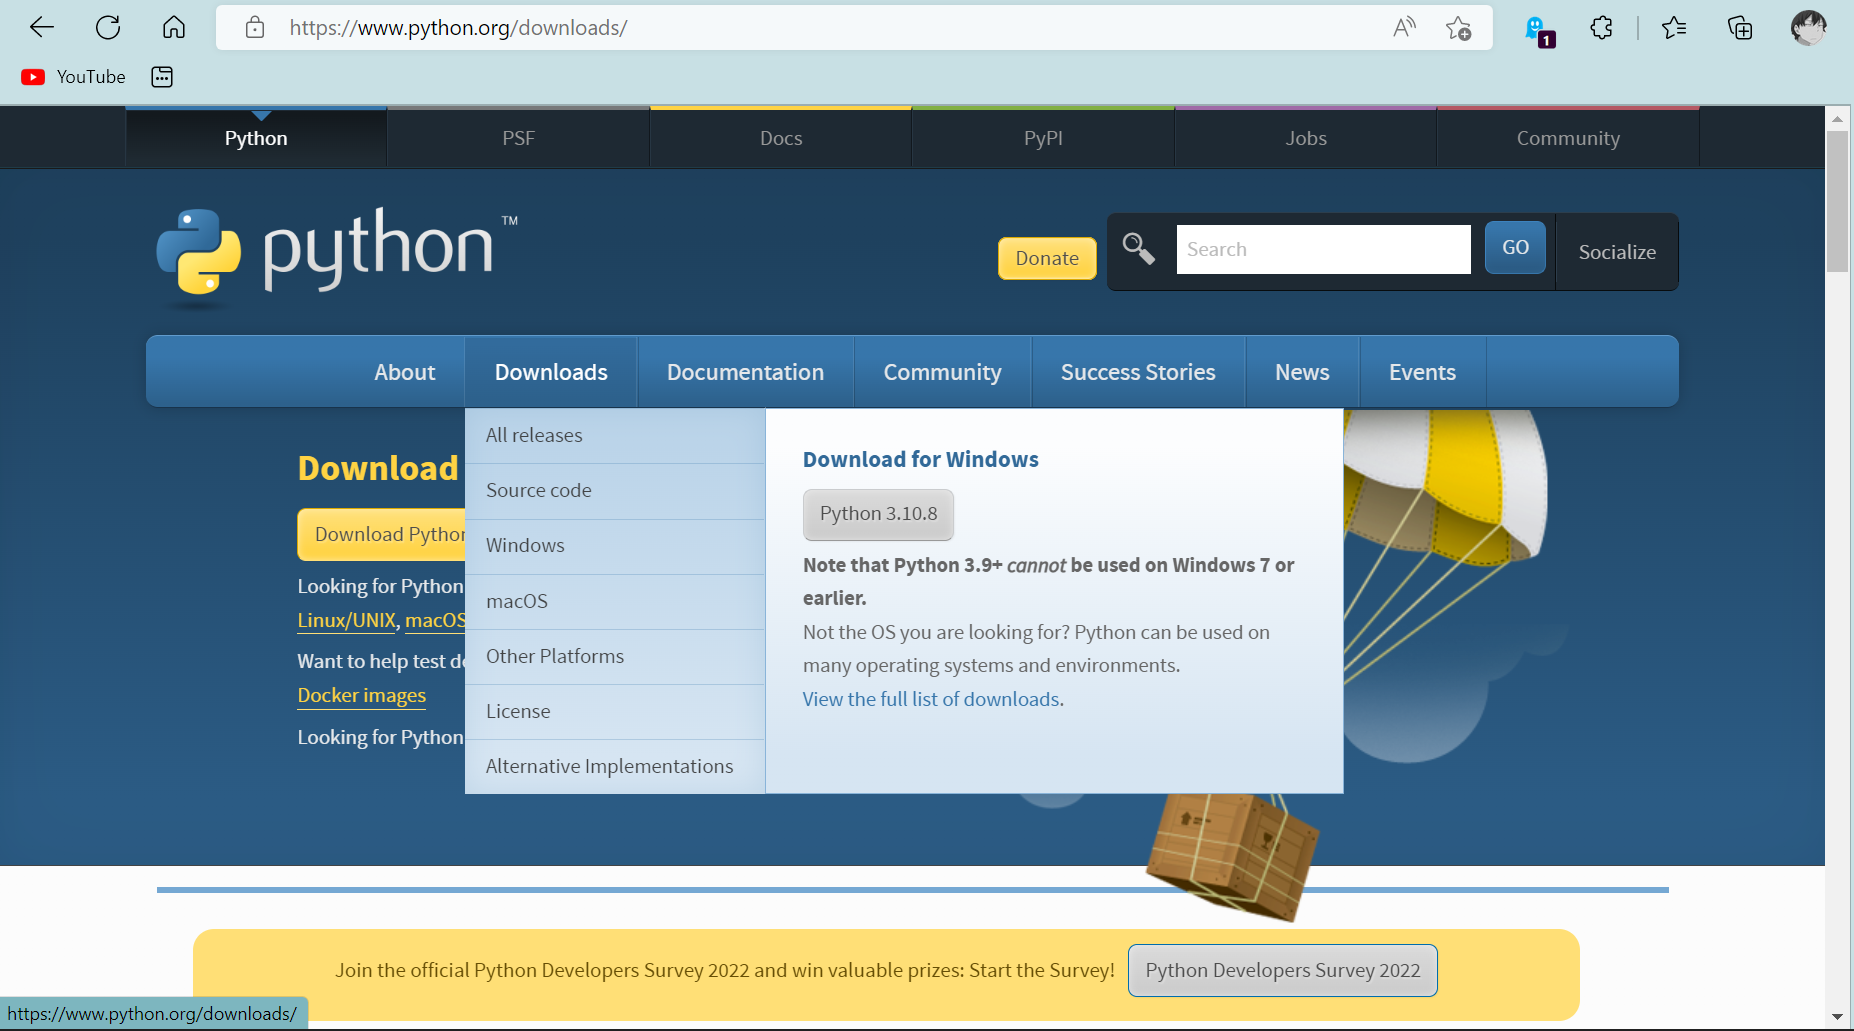 https://www.python.org/downloads/
1
YouTube
Python PSF Docs PyPI Jobs Community
python™
Donate Search GO Socialize
About Downloads Documentation Community Success Stories News Events
All releases
Source code
Windows
macOS
Other Platforms
License
Alternative Implementations
Download for Windows
Python 3.10.8
Note that Python 3.9+ cannot be used on Windows 7 or
earlier.
Not the OS you are looking for? Python can be used on
many operating systems and environments.
View the full list of downloads.
Download
Download Python
Looking for Python
Linux/UNIX, macOS
Want to help test
Docker images
Looking for Python
Join the official Python Developers Survey 2022 and win valuable prizes: Start the Survey! Python Developers Survey 2022
https://www.python.org/downloads/